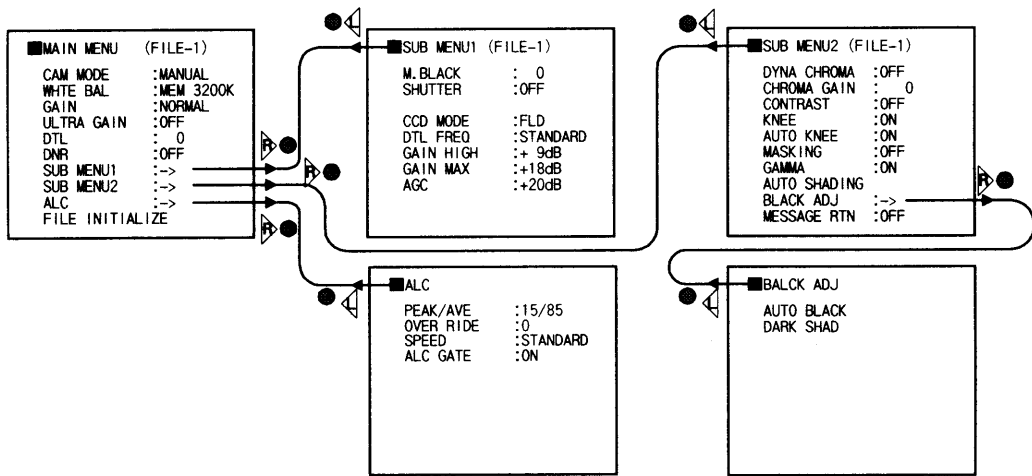 MAIN MENU (FILE-1)
CAM MODE :MANUAL
WHTE BAL :MEM 3200K
GAIN :NORMAL
ULTRA GAIN :OFF
DTL : 0
DNR :OFF
SUB MENU1 :->
SUB MENU2 :->
ALC :->
FILE INITIALIZE
R
R
R
L
SUB MENU1 (FILE-1)
M.BLACK : 0
SHUTTER :OFF
CCD MODE :FLD
DTL FREQ :STANDARD
GAIN HIGH :+ 9dB
GAIN MAX :+18dB
AGC :+20dB
L
SUB MENU2 (FILE-1)
DYNA CHROMA :OFF
CHROMA GAIN : 0
CONTRAST :OFF
KNEE :ON
AUTO KNEE :ON
MASKING :OFF
GAMMA :ON
AUTO SHADING
BLACK ADJ :->
MESSAGE RTN :OFF
R
L
ALC
PEAK/AVE :15/85
OVER RIDE :0
SPEED :STANDARD
ALC GATE :ON
L
BALCK ADJ
AUTO BLACK
DARK SHAD